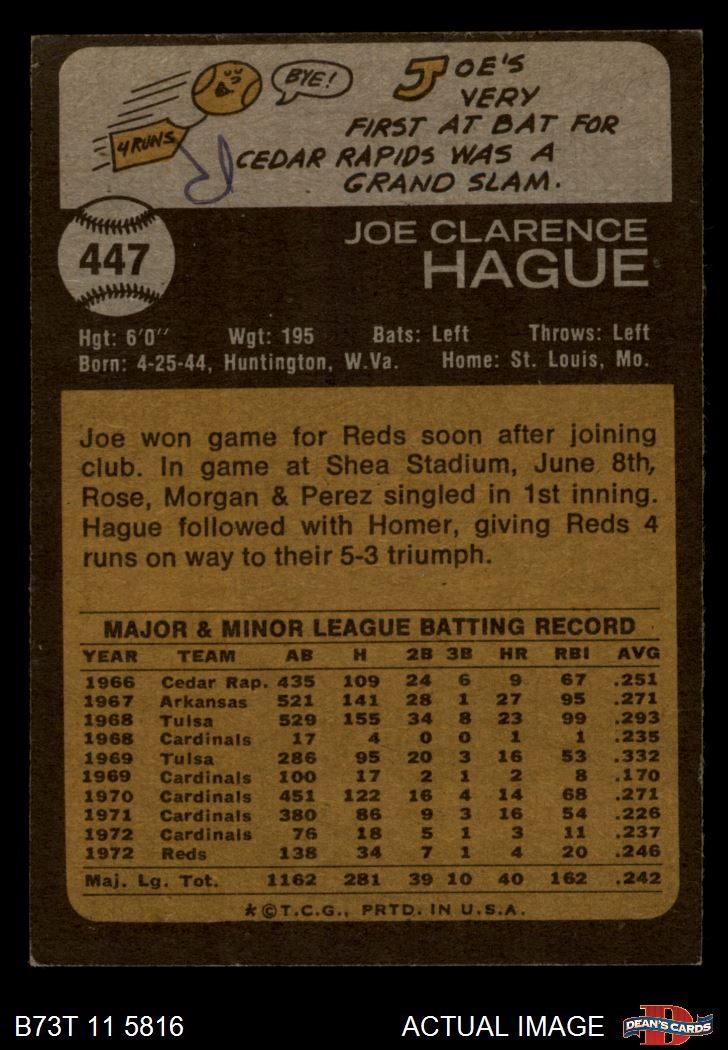 4 RUNS
BYE!
JOE'S
VERY
FIRST AT BAT FOR
CEDAR RAPIDS WAS A
GRAND SLAM.
447
JOE CLARENCE
HAGUE
Hgt: 6'0" Wgt: 195 Bats: Left Throws: Left
Born: 4-25-44, Huntington, W.Va. Home: St. Louis, Mo.
Joe won game for Reds soon after joining
club. In game at Shea Stadium, June 8th,
Rose, Morgan & Perez singled in 1st inning.
Hague followed with Homer, giving Reds 4
runs on way to their 5-3 triumph.
MAJOR & MINOR LEAGUE BATTING RECORD
YEAR TEAM AB H 2B 3B HR RBI AVG
1966 Cedar Rap. 435 109 24 6 9 67 .251
1967 Arkansas 521 141 28 1 27 95 .271
1968 Tulsa 529 155 34 8 23 99 .293
1968 Cardinals 17 4 0 0 1 1 .235
1969 Tulsa 286 95 20 3 16 53 .332
1969 Cardinals 100 17 2 1 2 8 .170
1970 Cardinals 451 122 16 4 14 68 .271
1971 Cardinals 380 86 9 3 16 54 .226
1972 Cardinals 76 18 5 1 3 11 .237
1972 Reds 138 34 7 1 4 20 .246
Maj. Lg. Tot. 1162 281 39 10 40 162 .242
*©T.C.G., PRTD. IN U.S.A.
B73T 11 5816 ACTUAL IMAGE DEAN'S CARDS